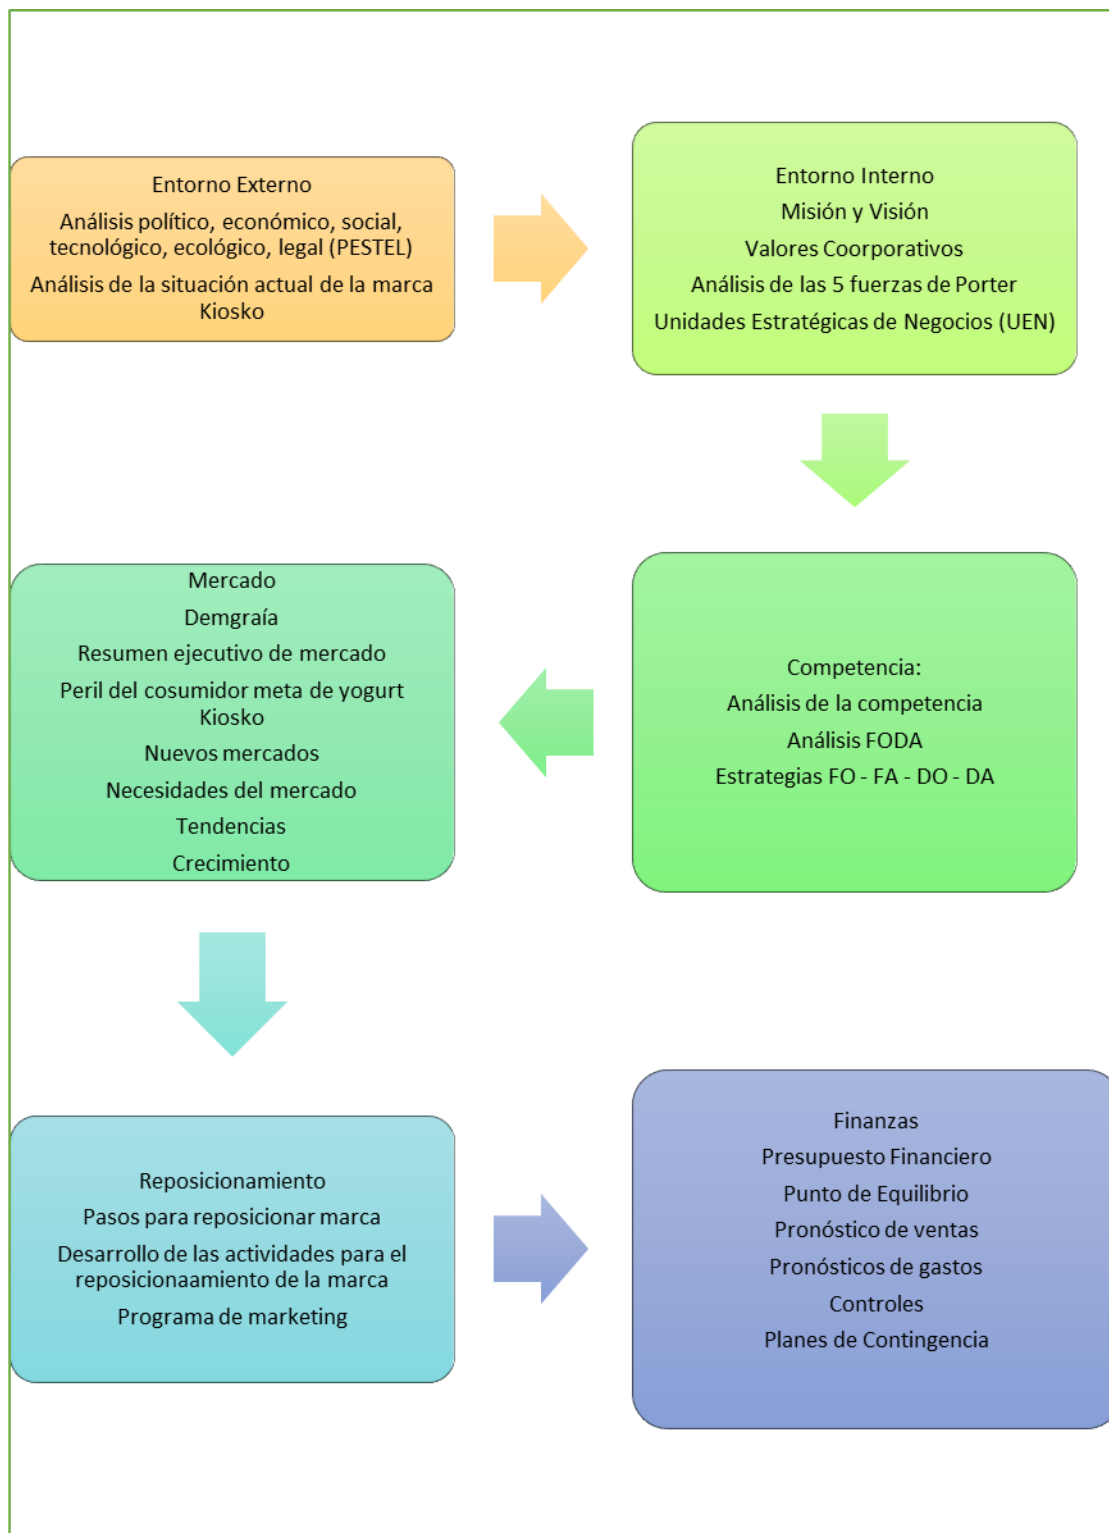 Entorno Externo
Análisis político, económico, social,
tecnológico, ecológico, legal (PESTEL)
Análisis de la situación actual de la marca
Kiosko
Entorno Interno
Misión y Visión
Valores Coorporativos
Análisis de las 5 fuerzas de Porter
Unidades Estratégicas de Negocios (UEN)
Competencia:
Análisis de la competencia
Análisis FODA
Estrategias FO - FA - DO - DA
Mercado
Demgraía
Resumen ejecutivo de mercado
Peril del cosumidor meta de yogurt
Kiosko
Nuevos mercados
Necesidades del mercado
Tendencias
Crecimiento
Reposicionamiento
Pasos para reposicionar marca
Desarrollo de las actividades para el
reposicionaamiento de la marca
Programa de marketing
Finanzas
Presupuesto Financiero
Punto de Equilibrio
Pronóstico de ventas
Pronósticos de gastos
Controles
Planes de Contingencia